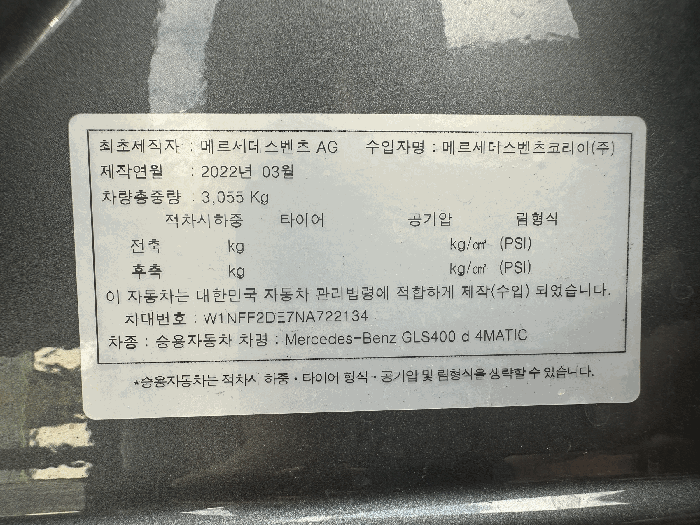 최초제작자 : 메르세데스벤츠 AG 수입자명 : 메르세데스벤츠코리아(주)
제작연월 : 2022년 03월
차량총중량 : 3,055 Kg
적차시하중 타이어 공기압 림형식
전축 kg kg/㎠ (PSI)
후축 kg kg/㎠ (PSI)
이 자동차는 대한민국 자동차 관리법령에 적합하게 제작(수입) 되었습니다.
차대번호 : W1NFF2DE7NA722134
차종 : 승용자동차 차명 : Mercedes-Benz GLS400 d 4MATIC
*승용자동차는 적차시 하중·타이어 형식·공기압 및 림형식을 생략할 수 있습니다.